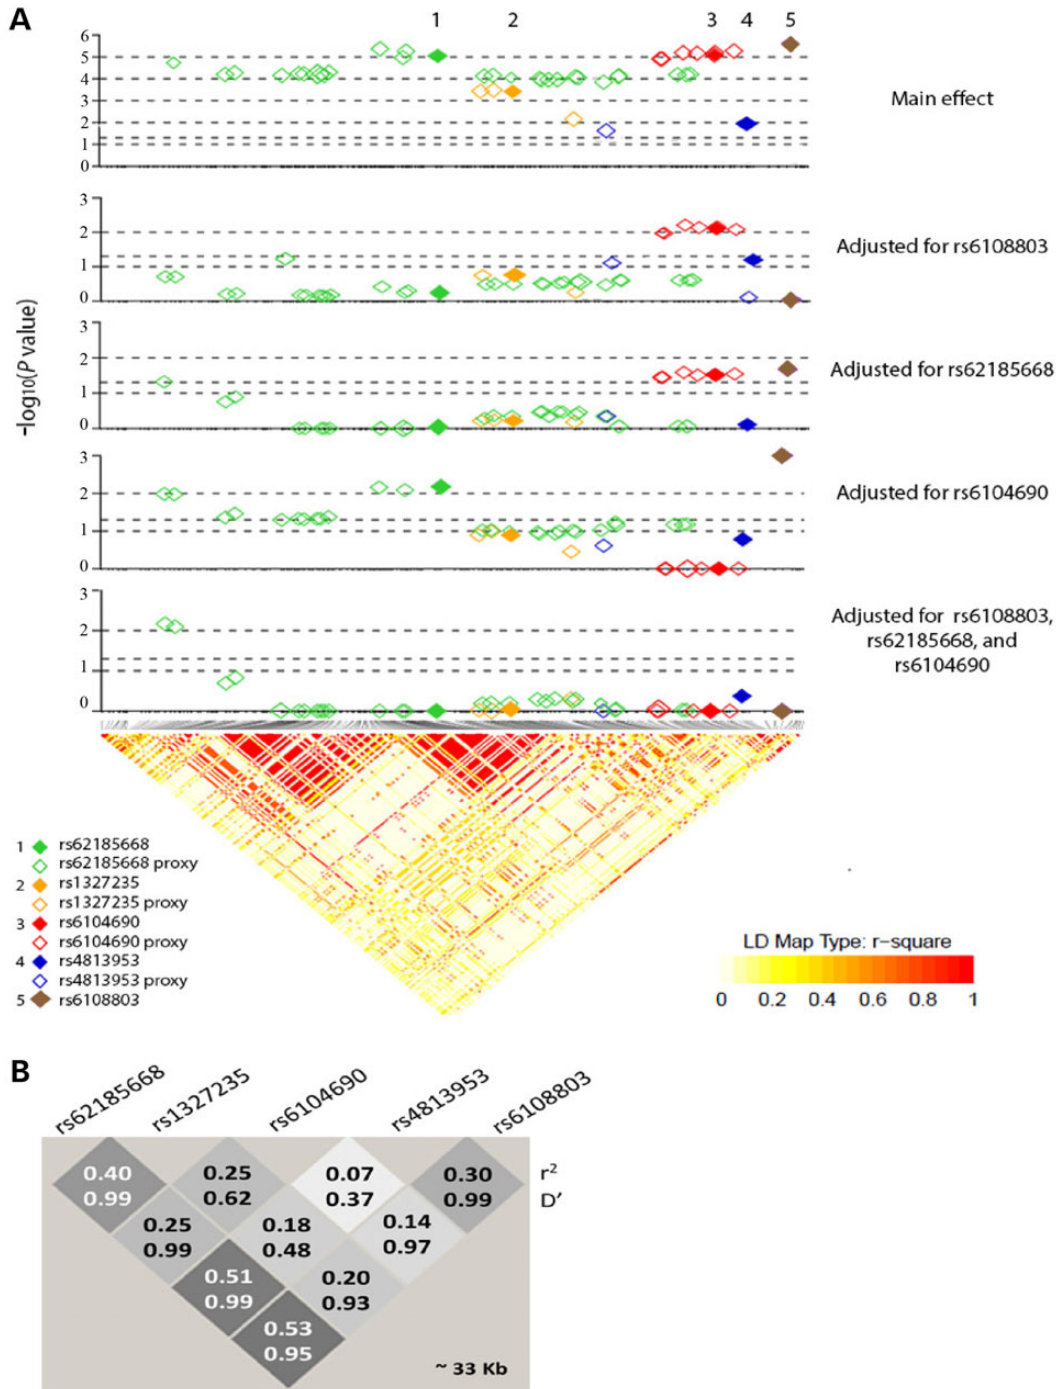 A
1 2 3 4 5
6
5
4
3
2
1
0
Main effect
3
2
1
0
Adjusted for rs6108803
-log10(P value)
3
2
1
0
Adjusted for rs62185668
3
2
1
0
Adjusted for rs6104690
3
2
1
0
Adjusted for rs6108803,
rs62185668, and
rs6104690
1 rs62185668
rs62185668 proxy
2 rs1327235
rs1327235 proxy
3 rs6104690
rs6104690 proxy
4 rs4813953
rs4813953 proxy
5 rs6108803
LD Map Type: r-square
0 0.2 0.4 0.6 0.8 1
B
rs62185668 rs1327235 rs6104690 rs4813953 rs6108803
0.40 0.25 0.07 0.30 r²
0.99 0.62 0.37 0.99 D′
0.25 0.18 0.14
0.99 0.48 0.97
0.51 0.20
0.99 0.93
0.53
0.95
~ 33 Kb